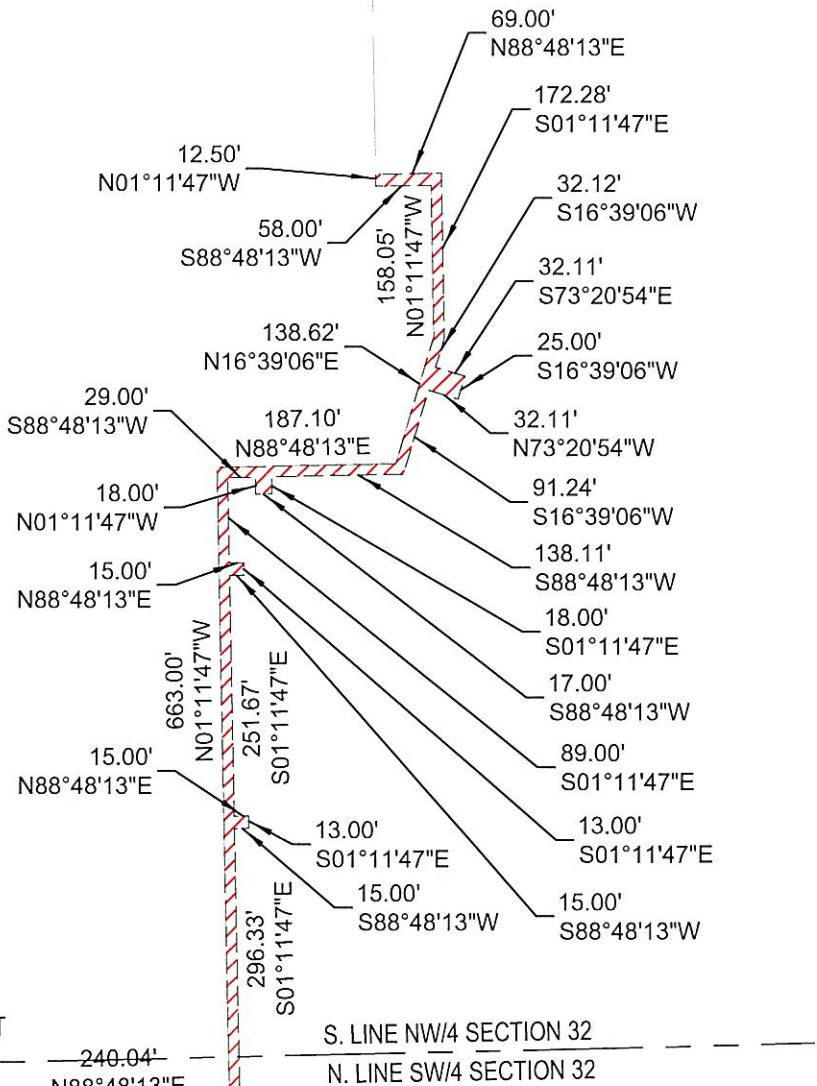 69.00'
N88°48'13"E
172.28'
S01°11'47"E
12.50'
N01°11'47"W
32.12'
S16°39'06"W
58.00'
S88°48'13"W
158.05'
N01°11'47"W
32.11'
S73°20'54"E
138.62'
N16°39'06"E
25.00'
S16°39'06"W
29.00'
S88°48'13"W
187.10'
N88°48'13"E
32.11'
N73°20'54"W
18.00'
N01°11'47"W
91.24'
S16°39'06"W
138.11'
S88°48'13"W
15.00'
N88°48'13"E
18.00'
S01°11'47"E
663.00'
N01°11'47"W
251.67'
S01°11'47"E
17.00'
S88°48'13"W
89.00'
S01°11'47"E
15.00'
N88°48'13"E
13.00'
S01°11'47"E
13.00'
S01°11'47"E
15.00'
S88°48'13"W
15.00'
S88°48'13"W
296.33'
S01°11'47"E
T
S. LINE NW/4 SECTION 32
240.04'
N88°48'13"E
N. LINE SW/4 SECTION 32